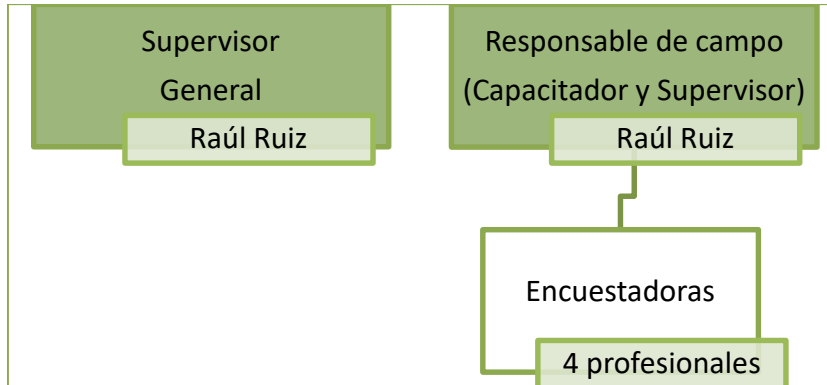 Supervisor
General
Raúl Ruiz
Responsable de campo
(Capacitador y Supervisor)
Raúl Ruiz
Encuestadoras
4 profesionales